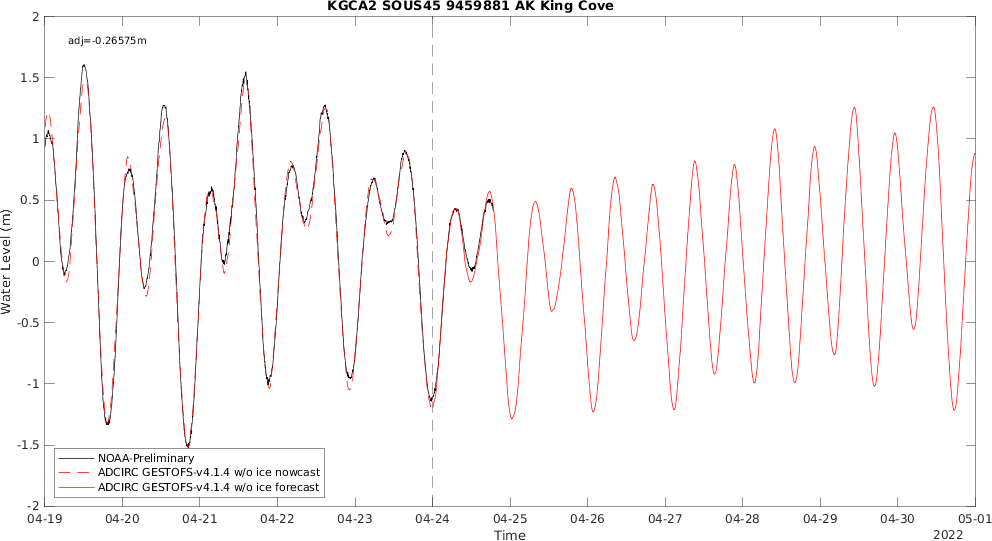 KGCA2 SOUS45 9459881 AK King Cove
adj=-0.26575m
Water Level (m)
2
1.5
1
0.5
0
-0.5
-1
-1.5
-2
NOAA-Preliminary
ADCIRC GESTOFS-v4.1.4 w/o ice nowcast
ADCIRC GESTOFS-v4.1.4 w/o ice forecast
04-19 04-20 04-21 04-22 04-23 04-24 04-25 04-26 04-27 04-28 04-29 04-30 05-01
Time
2022